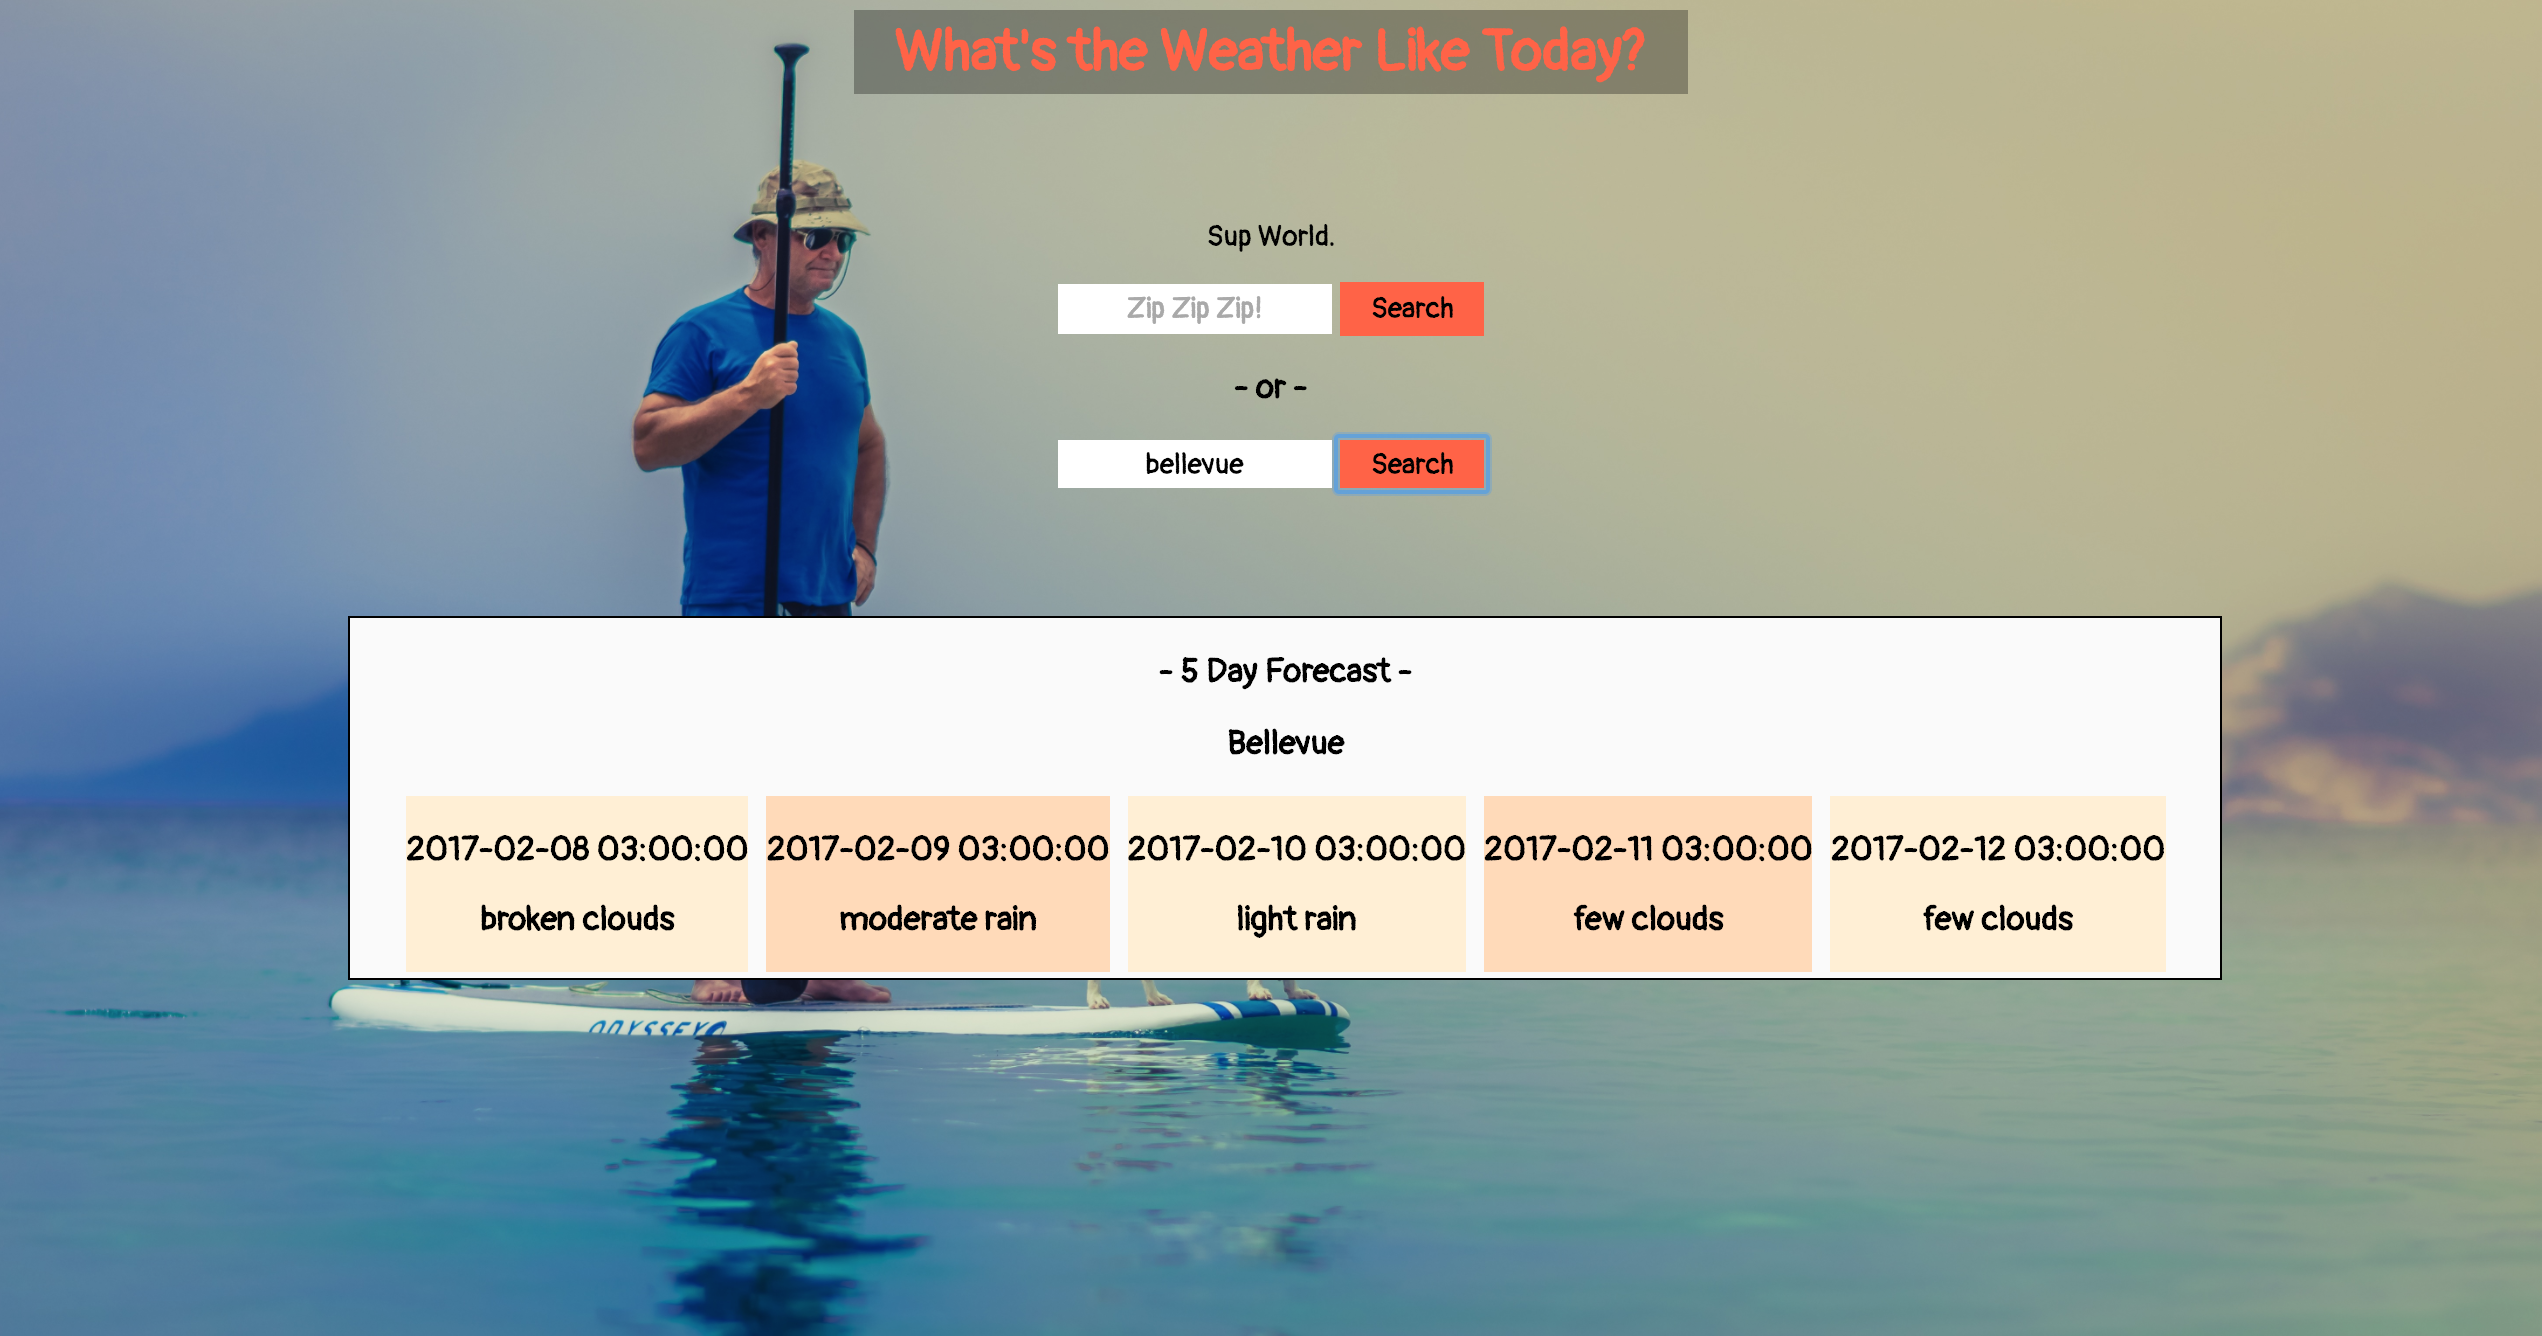 What's the Weather Like Today?
Sup World.
Zip Zip Zip! Search
- or -
bellevue Search
- 5 Day Forecast -
Bellevue
2017-02-08 03:00:00 2017-02-09 03:00:00 2017-02-10 03:00:00 2017-02-11 03:00:00 2017-02-12 03:00:00
broken clouds moderate rain light rain few clouds few clouds
ODYSSEY